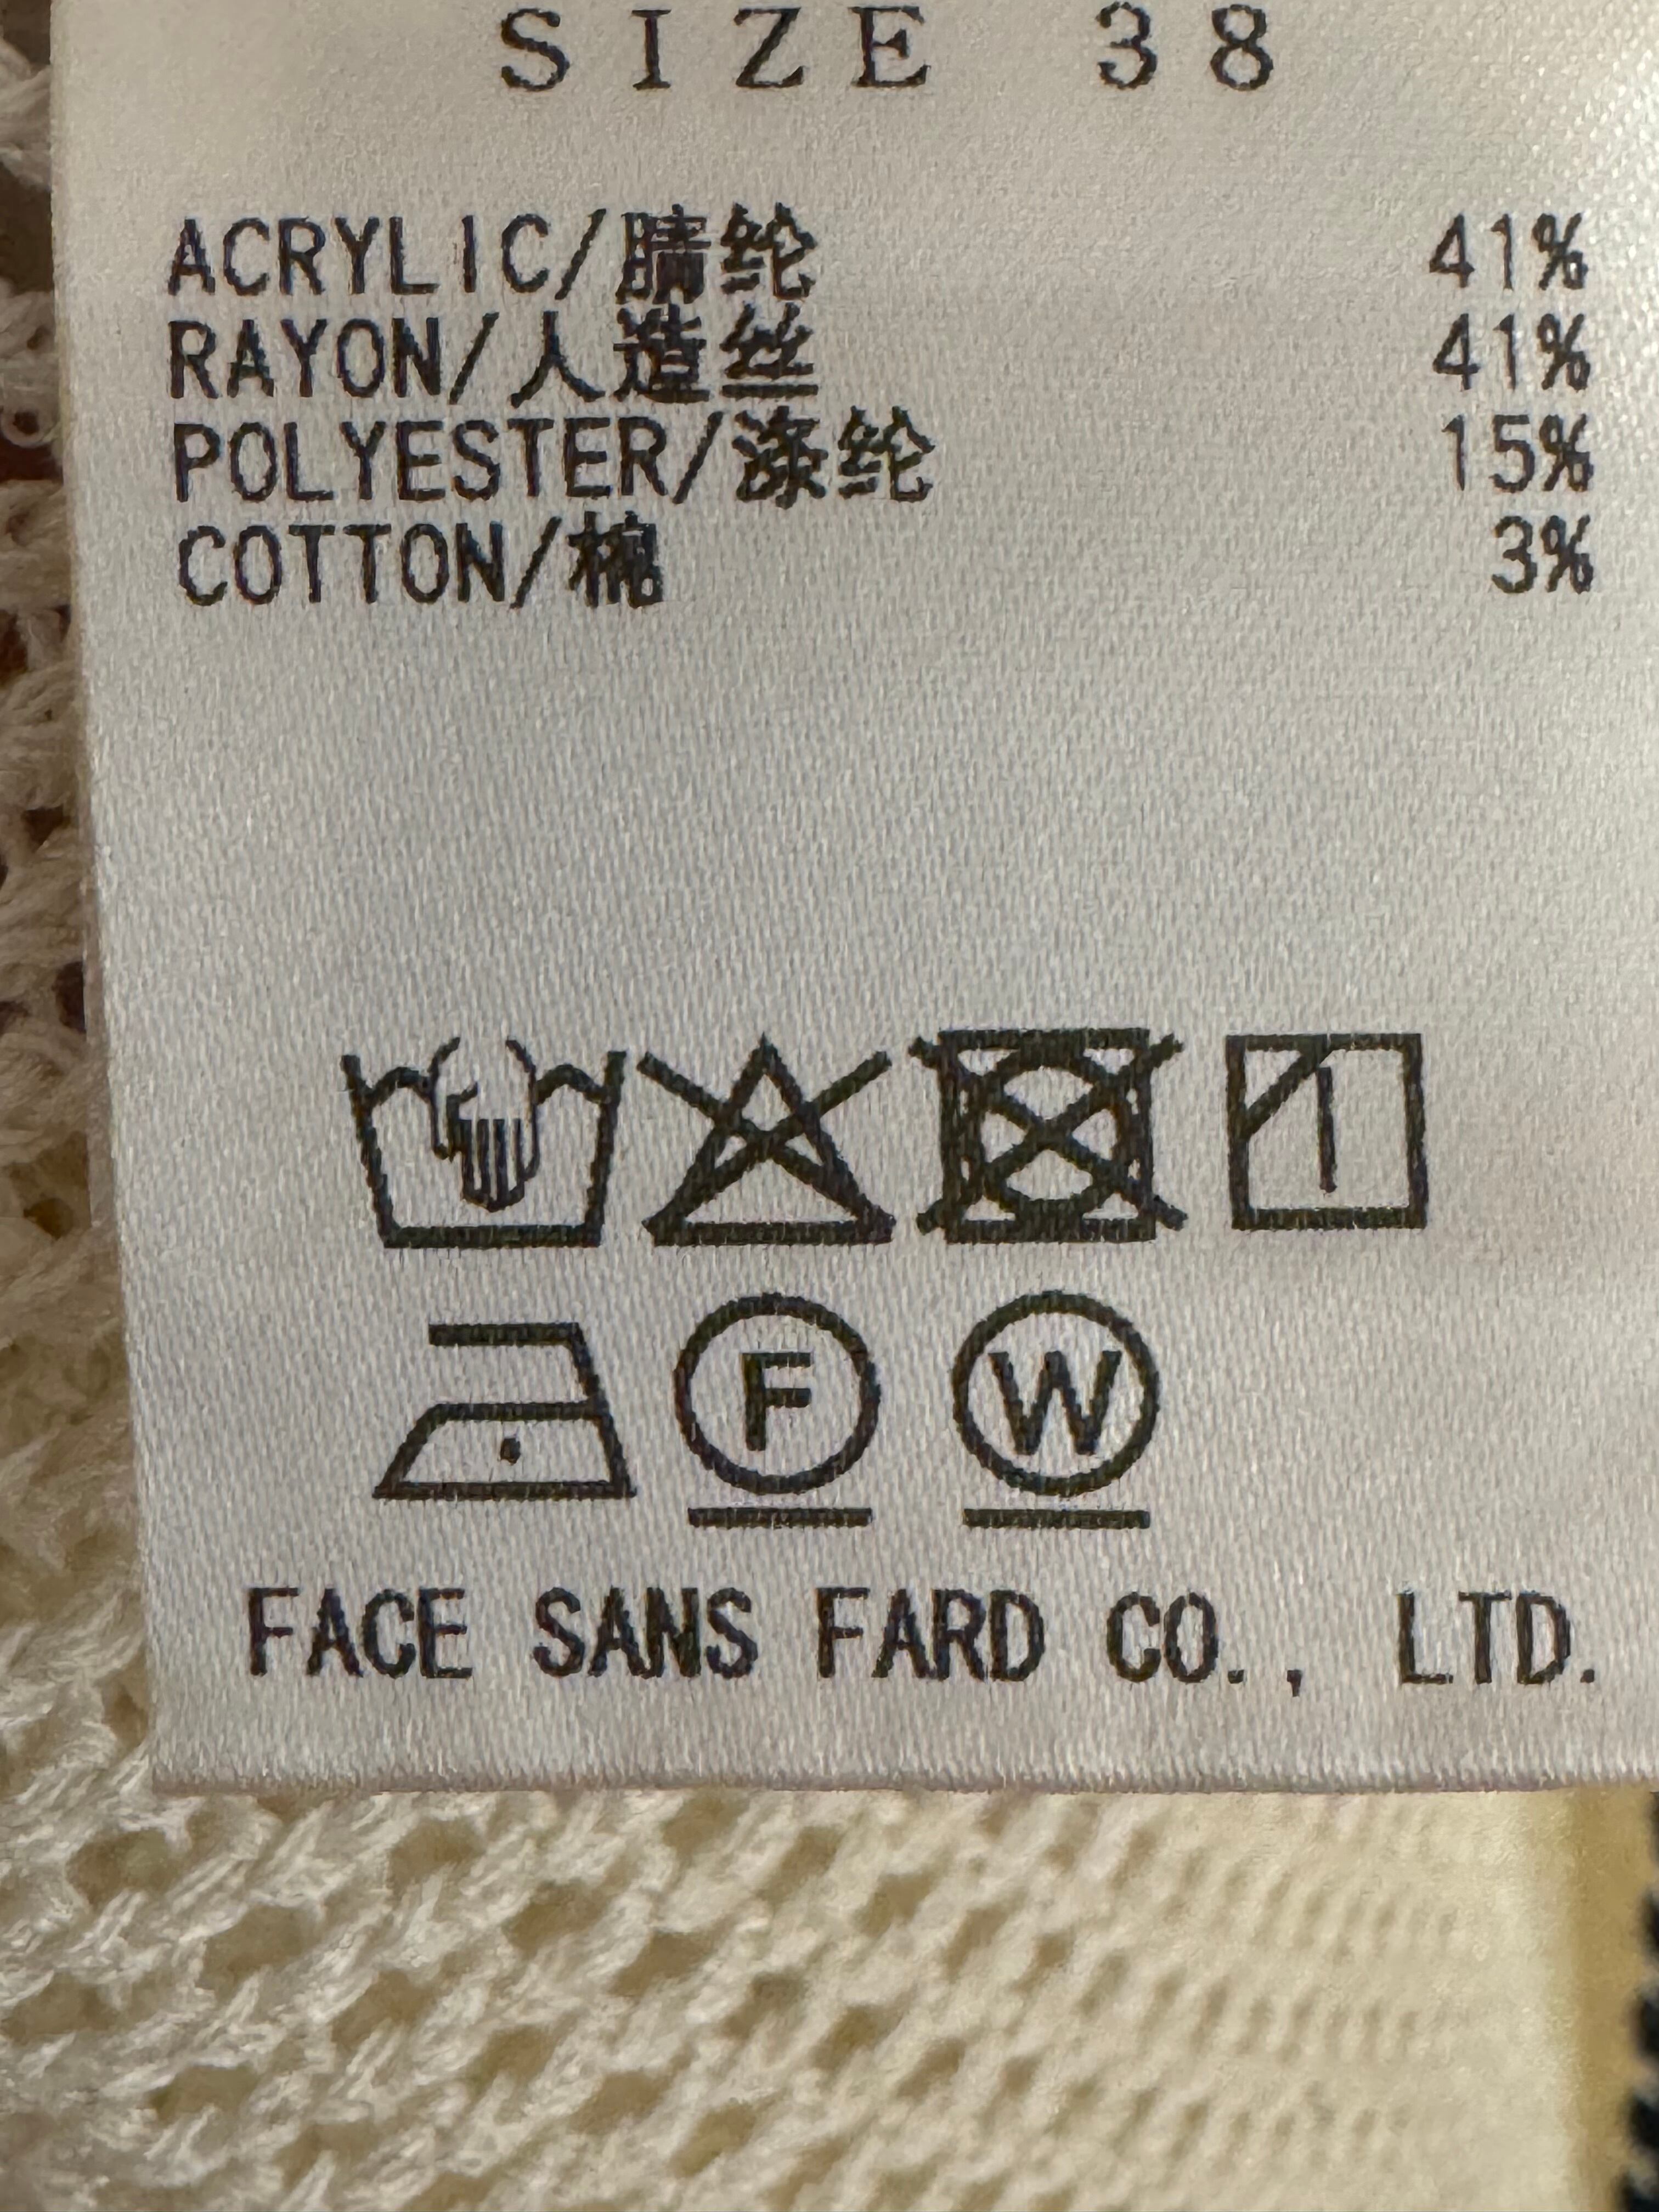 SIZE 38
ACRYLIC/腈纶 41%
RAYON/人造丝 41%
POLYESTER/涤纶 15%
COTTON/棉 3%
F W
FACE SANS FARD CO., LTD.